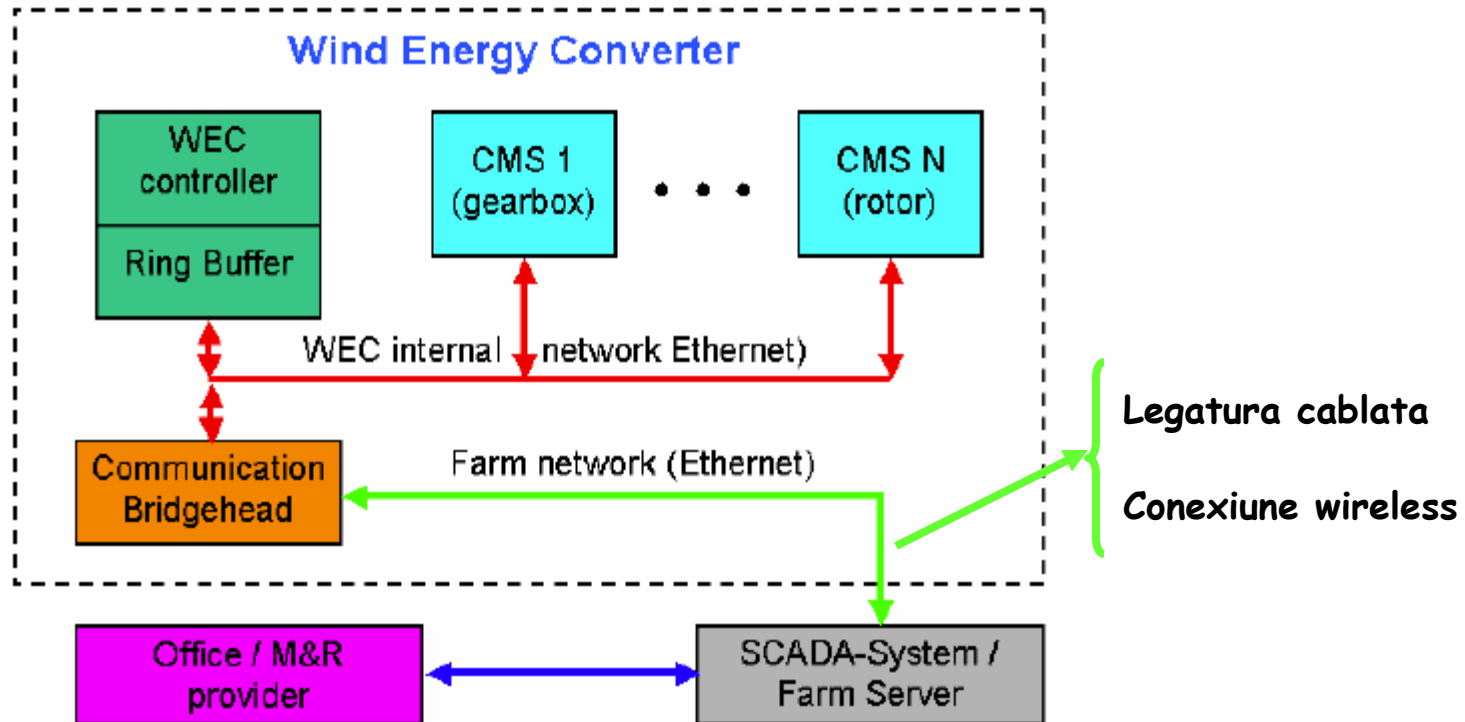 Wind Energy Converter
WEC
controller
Ring Buffer
CMS 1
(gearbox)
CMS N
(rotor)
WEC internal network Ethernet)
Communication
Bridgehead
Farm network (Ethernet)
Legatura cablata
Conexiune wireless
Office / M&R
provider
SCADA-System /
Farm Server